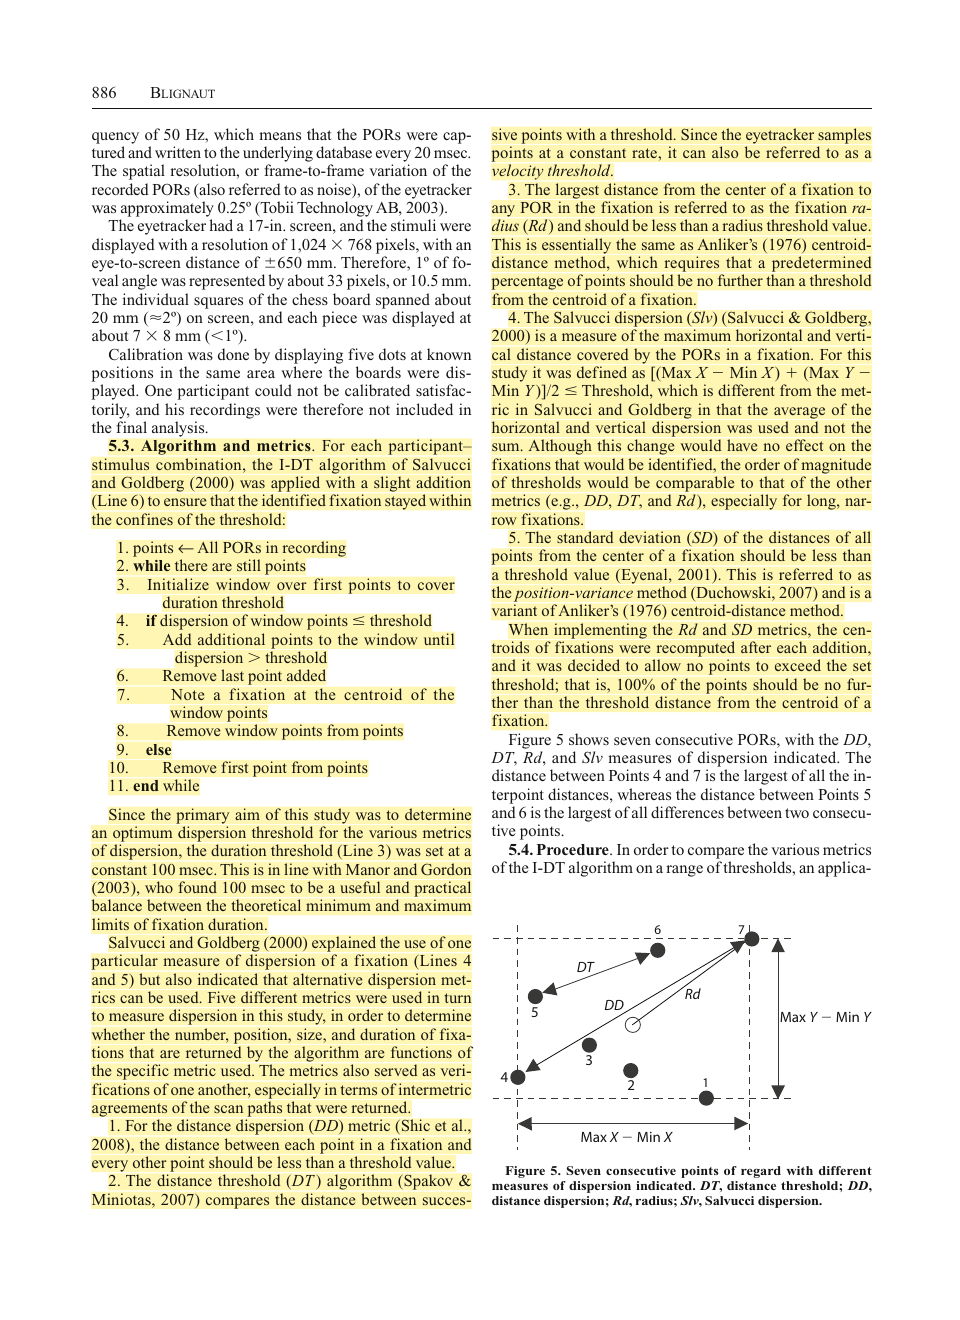 886 BLIGNAUT
quency of 50 Hz, which means that the PORs were cap-
tured and written to the underlying database every 20 msec.
The spatial resolution, or frame-to-frame variation of the
recorded PORs (also referred to as noise), of the eyetracker
was approximately 0.25º (Tobii Technology AB, 2003).
The eyetracker had a 17-in. screen, and the stimuli were
displayed with a resolution of 1,024 × 768 pixels, with an
eye-to-screen distance of ±650 mm. Therefore, 1º of fo-
veal angle was represented by about 33 pixels, or 10.5 mm.
The individual squares of the chess board spanned about
20 mm (≈2º) on screen, and each piece was displayed at
about 7 × 8 mm (<1º).
Calibration was done by displaying five dots at known
positions in the same area where the boards were dis-
played. One participant could not be calibrated satisfac-
torily, and his recordings were therefore not included in
the final analysis.
5.3. Algorithm and metrics. For each participant–
stimulus combination, the I-DT algorithm of Salvucci
and Goldberg (2000) was applied with a slight addition
(Line 6) to ensure that the identified fixation stayed within
the confines of the threshold:
1. points ← All PORs in recording
2. while there are still points
3. Initialize window over first points to cover
duration threshold
4. if dispersion of window points ≤ threshold
5. Add additional points to the window until
dispersion > threshold
6. Remove last point added
7. Note a fixation at the centroid of the
window points
8. Remove window points from points
9. else
10. Remove first point from points
11. end while
Since the primary aim of this study was to determine
an optimum dispersion threshold for the various metrics
of dispersion, the duration threshold (Line 3) was set at a
constant 100 msec. This is in line with Manor and Gordon
(2003), who found 100 msec to be a useful and practical
balance between the theoretical minimum and maximum
limits of fixation duration.
Salvucci and Goldberg (2000) explained the use of one
particular measure of dispersion of a fixation (Lines 4
and 5) but also indicated that alternative dispersion met-
rics can be used. Five different metrics were used in turn
to measure dispersion in this study, in order to determine
whether the number, position, size, and duration of fixa-
tions that are returned by the algorithm are functions of
the specific metric used. The metrics also served as veri-
fications of one another, especially in terms of intermetric
agreements of the scan paths that were returned.
1. For the distance dispersion (DD) metric (Shic et al.,
2008), the distance between each point in a fixation and
every other point should be less than a threshold value.
2. The distance threshold (DT) algorithm (Spakov &
Miniotas, 2007) compares the distance between succes-
sive points with a threshold. Since the eyetracker samples
points at a constant rate, it can also be referred to as a
velocity threshold.
3. The largest distance from the center of a fixation to
any POR in the fixation is referred to as the fixation ra-
dius (Rd) and should be less than a radius threshold value.
This is essentially the same as Anliker's (1976) centroid-
distance method, which requires that a predetermined
percentage of points should be no further than a threshold
from the centroid of a fixation.
4. The Salvucci dispersion (Slv) (Salvucci & Goldberg,
2000) is a measure of the maximum horizontal and verti-
cal distance covered by the PORs in a fixation. For this
study it was defined as [(Max X − Min X) + (Max Y −
Min Y)]/2 ≤ Threshold, which is different from the met-
ric in Salvucci and Goldberg in that the average of the
horizontal and vertical dispersion was used and not the
sum. Although this change would have no effect on the
fixations that would be identified, the order of magnitude
of thresholds would be comparable to that of the other
metrics (e.g., DD, DT, and Rd), especially for long, nar-
row fixations.
5. The standard deviation (SD) of the distances of all
points from the center of a fixation should be less than
a threshold value (Eyenal, 2001). This is referred to as
the position-variance method (Duchowski, 2007) and is a
variant of Anliker's (1976) centroid-distance method.
When implementing the Rd and SD metrics, the cen-
troids of fixations were recomputed after each addition,
and it was decided to allow no points to exceed the set
threshold; that is, 100% of the points should be no fur-
ther than the threshold distance from the centroid of a
fixation.
Figure 5 shows seven consecutive PORs, with the DD,
DT, Rd, and Slv measures of dispersion indicated. The
distance between Points 4 and 7 is the largest of all the in-
terpoint distances, whereas the distance between Points 5
and 6 is the largest of all differences between two consecu-
tive points.
5.4. Procedure. In order to compare the various metrics
of the I-DT algorithm on a range of thresholds, an applica-
6
7
DT
Rd
DD
5
Max Y − Min Y
3
4
2
1
Max X − Min X
Figure 5. Seven consecutive points of regard with different
measures of dispersion indicated. DT, distance threshold; DD,
distance dispersion; Rd, radius; Slv, Salvucci dispersion.